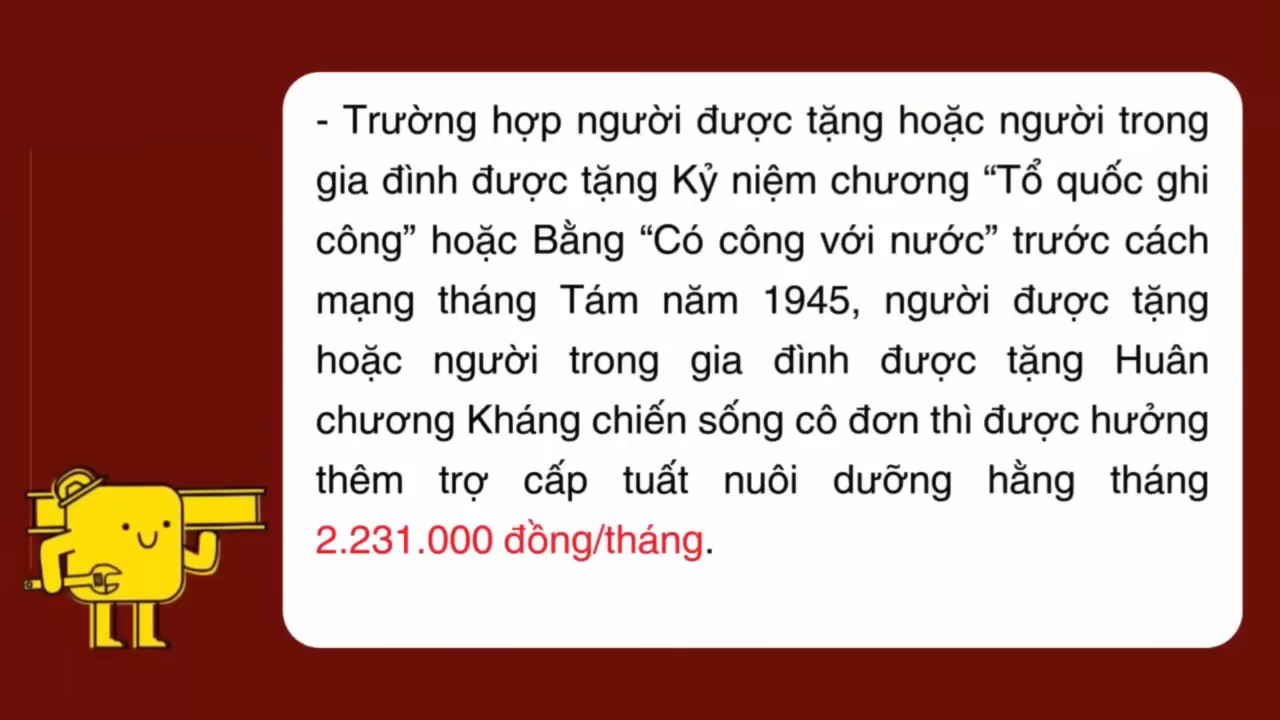 - Trường hợp người được tặng hoặc người trong
gia đình được tặng Kỷ niệm chương “Tổ quốc ghi
công” hoặc Bằng “Có công với nước” trước cách
mạng tháng Tám năm 1945, người được tặng
hoặc người trong gia đình được tặng Huân
chương Kháng chiến sống cô đơn thì được hưởng
thêm trợ cấp tuất nuôi dưỡng hằng tháng
2.231.000 đồng/tháng.